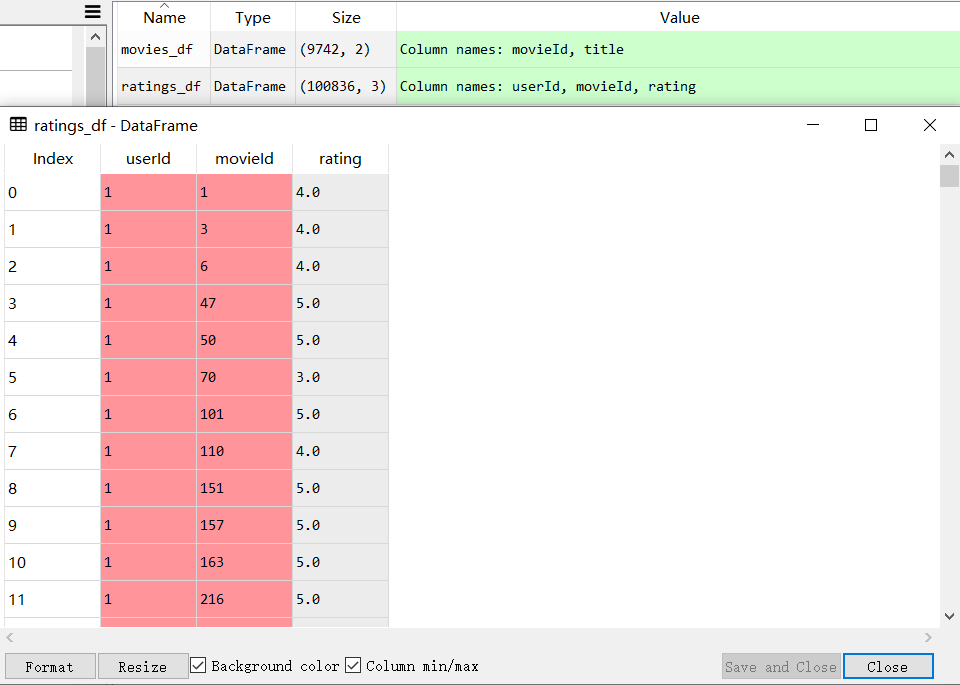 Name Type Size Value
movies_df DataFrame (9742, 2) Column names: movieId, title
ratings_df DataFrame (100836, 3) Column names: userId, movieId, rating
ratings_df - DataFrame
Index userId movieId rating
0 1 1 4.0
1 1 3 4.0
2 1 6 4.0
3 1 47 5.0
4 1 50 5.0
5 1 70 3.0
6 1 101 5.0
7 1 110 4.0
8 1 151 5.0
9 1 157 5.0
10 1 163 5.0
11 1 216 5.0
Format Resize Background color Column min/max Save and Close Close